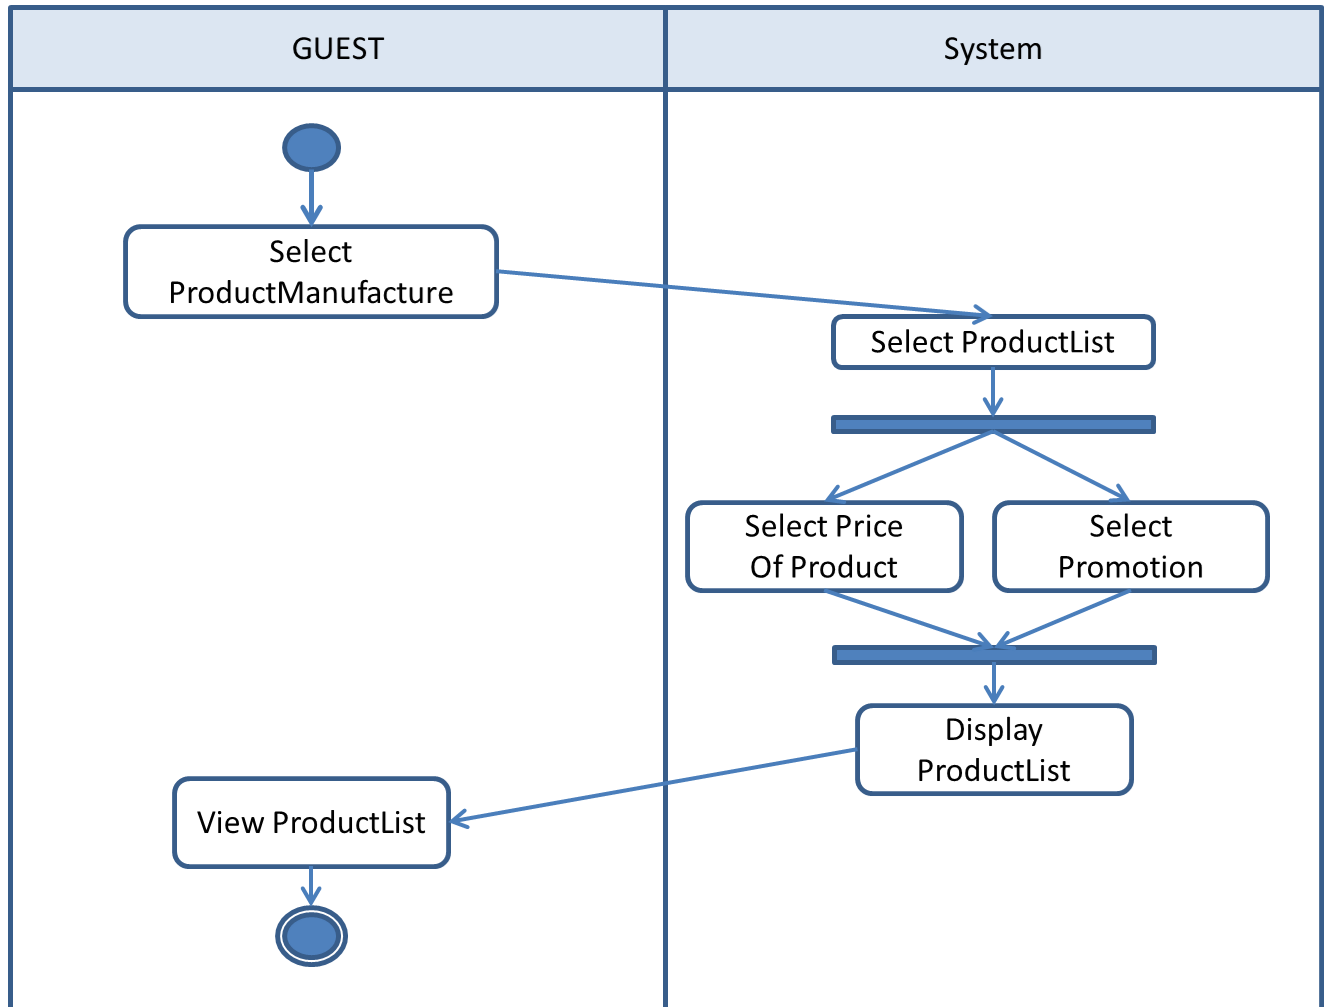 GUEST
System
Select
ProductManufacture
Select ProductList
Select Price
Of Product
Select
Promotion
Display
ProductList
View ProductList